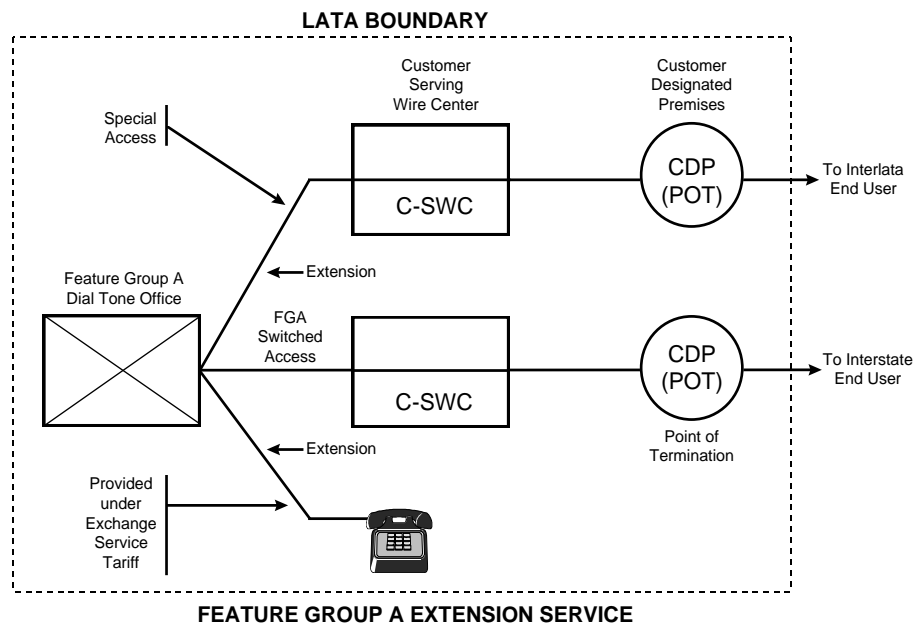 LATA BOUNDARY
Customer
Serving
Wire Center
Customer
Designated
Premises
Special
Access
C-SWC
CDP
(POT)
To Interlata
End User
Extension
Feature Group A
Dial Tone Office
FGA
Switched
Access
C-SWC
CDP
(POT)
To Interstate
End User
Point of
Termination
Extension
Provided
under
Exchange
Service
Tariff
FEATURE GROUP A EXTENSION SERVICE